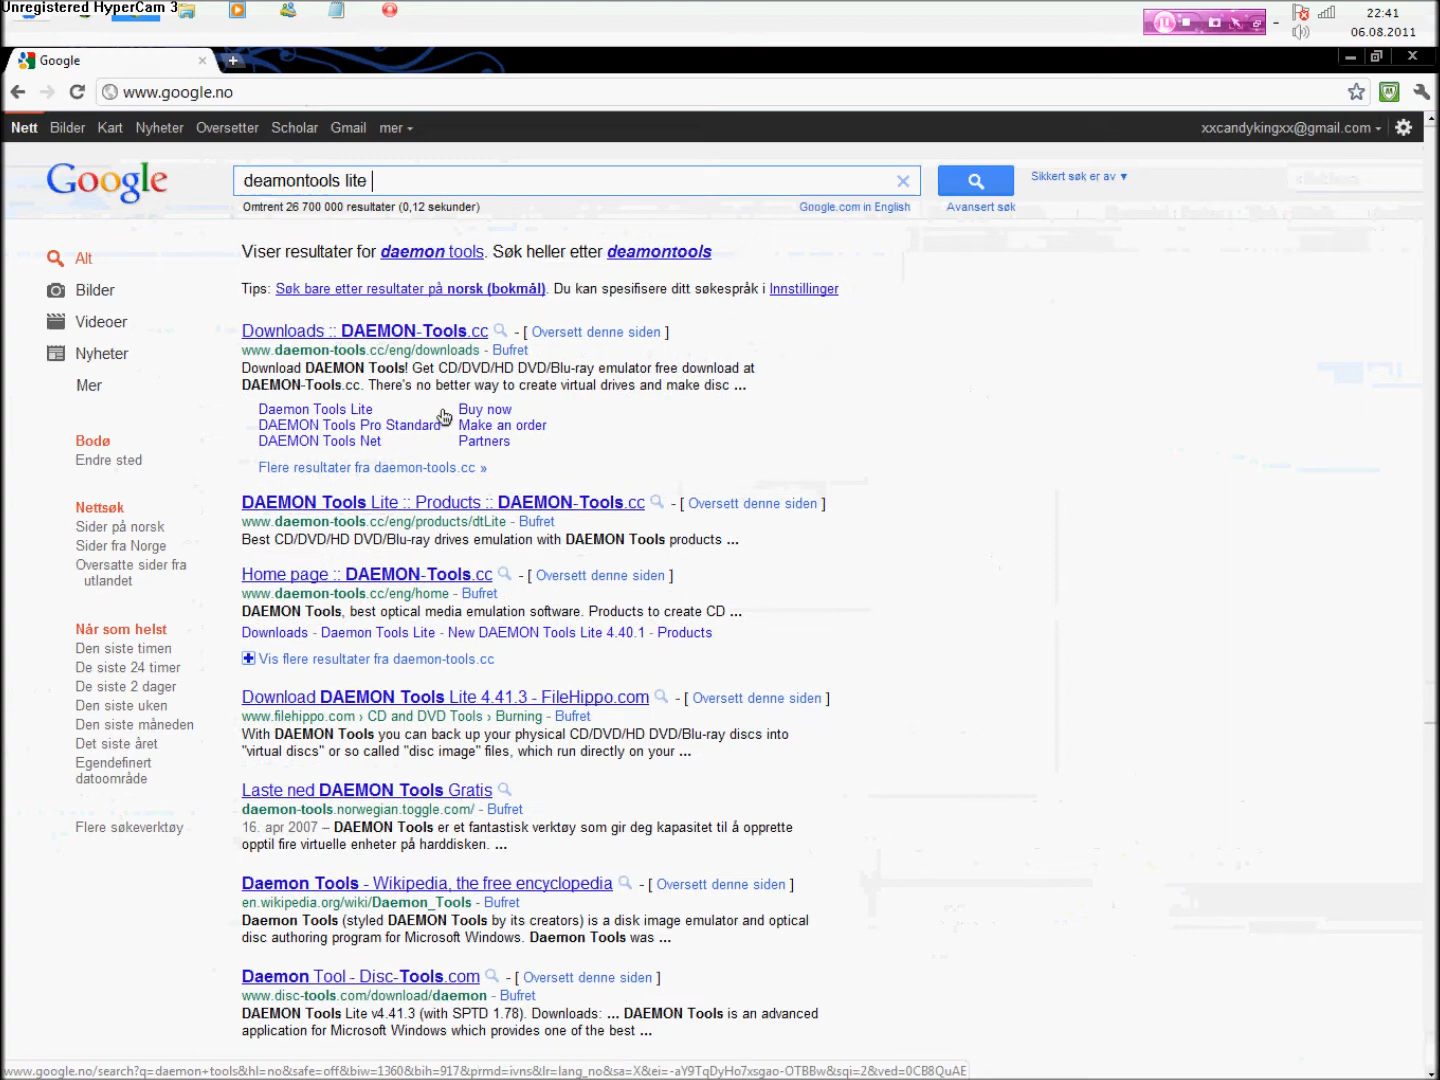 Unregistered HyperCam 3
22:41
06.08.2011
Google
www.google.no
Nett Bilder Kart Nyheter Oversetter Scholar Gmail mer
xxcandykingxx@gmail.com
Google
deamontools lite
Sikkert søk er av ▼
Omtrent 26 700 000 resultater (0,12 sekunder)
Google.com in English
Avansert søk
Alt
Bilder
Videoer
Nyheter
Mer
Bodø
Endre sted
Nettsøk
Sider på norsk
Sider fra Norge
Oversatte sider fra
utlandet
Når som helst
Den siste timen
De siste 24 timer
De siste 2 dager
Den siste uken
Den siste måneden
Det siste året
Egendefinert
datoområde
Flere søkeverktøy
Viser resultater for daemon tools. Søk heller etter deamontools
Tips: Søk bare etter resultater på norsk (bokmål). Du kan spesifisere ditt søkespråk i Innstillinger
Downloads :: DAEMON-Tools.cc - [ Oversett denne siden ]
www.daemon-tools.cc/eng/downloads - Bufret
Download DAEMON Tools! Get CD/DVD/HD DVD/Blu-ray emulator free download at
DAEMON-Tools.cc. There's no better way to create virtual drives and make disc ...
Daemon Tools Lite Buy now
DAEMON Tools Pro Standard Make an order
DAEMON Tools Net Partners
Flere resultater fra daemon-tools.cc »
DAEMON Tools Lite :: Products :: DAEMON-Tools.cc - [ Oversett denne siden ]
www.daemon-tools.cc/eng/products/dtLite - Bufret
Best CD/DVD/HD DVD/Blu-ray drives emulation with DAEMON Tools products ...
Home page :: DAEMON-Tools.cc - [ Oversett denne siden ]
www.daemon-tools.cc/eng/home - Bufret
DAEMON Tools, best optical media emulation software. Products to create CD ...
Downloads - Daemon Tools Lite - New DAEMON Tools Lite 4.40.1 - Products
Vis flere resultater fra daemon-tools.cc
Download DAEMON Tools Lite 4.41.3 - FileHippo.com - [ Oversett denne siden ]
www.filehippo.com › CD and DVD Tools › Burning - Bufret
With DAEMON Tools you can back up your physical CD/DVD/HD DVD/Blu-ray discs into
"virtual discs" or so called "disc image" files, which run directly on your ...
Laste ned DAEMON Tools Gratis
daemon-tools.norwegian.toggle.com/ - Bufret
16. apr 2007 – DAEMON Tools er et fantastisk verktøy som gir deg kapasitet til å opprette
opptil fire virtuelle enheter på harddisken. ...
Daemon Tools - Wikipedia, the free encyclopedia - [ Oversett denne siden ]
en.wikipedia.org/wiki/Daemon_Tools - Bufret
Daemon Tools (styled DAEMON Tools by its creators) is a disk image emulator and optical
disc authoring program for Microsoft Windows. Daemon Tools was ...
Daemon Tool - Disc-Tools.com - [ Oversett denne siden ]
www.disc-tools.com/download/daemon - Bufret
DAEMON Tools Lite v4.41.3 (with SPTD 1.78). Downloads: ... DAEMON Tools is an advanced
application for Microsoft Windows which provides one of the best ...
www.google.no/search?q=daemon+tools&hl=no&safe=off&biw=1360&bih=917&prmd=ivns&lr=lang_no&sa=X&ei=-aY9TqDyHo7xsgao-OTBBw&sqi=2&ved=0CB8QuAE